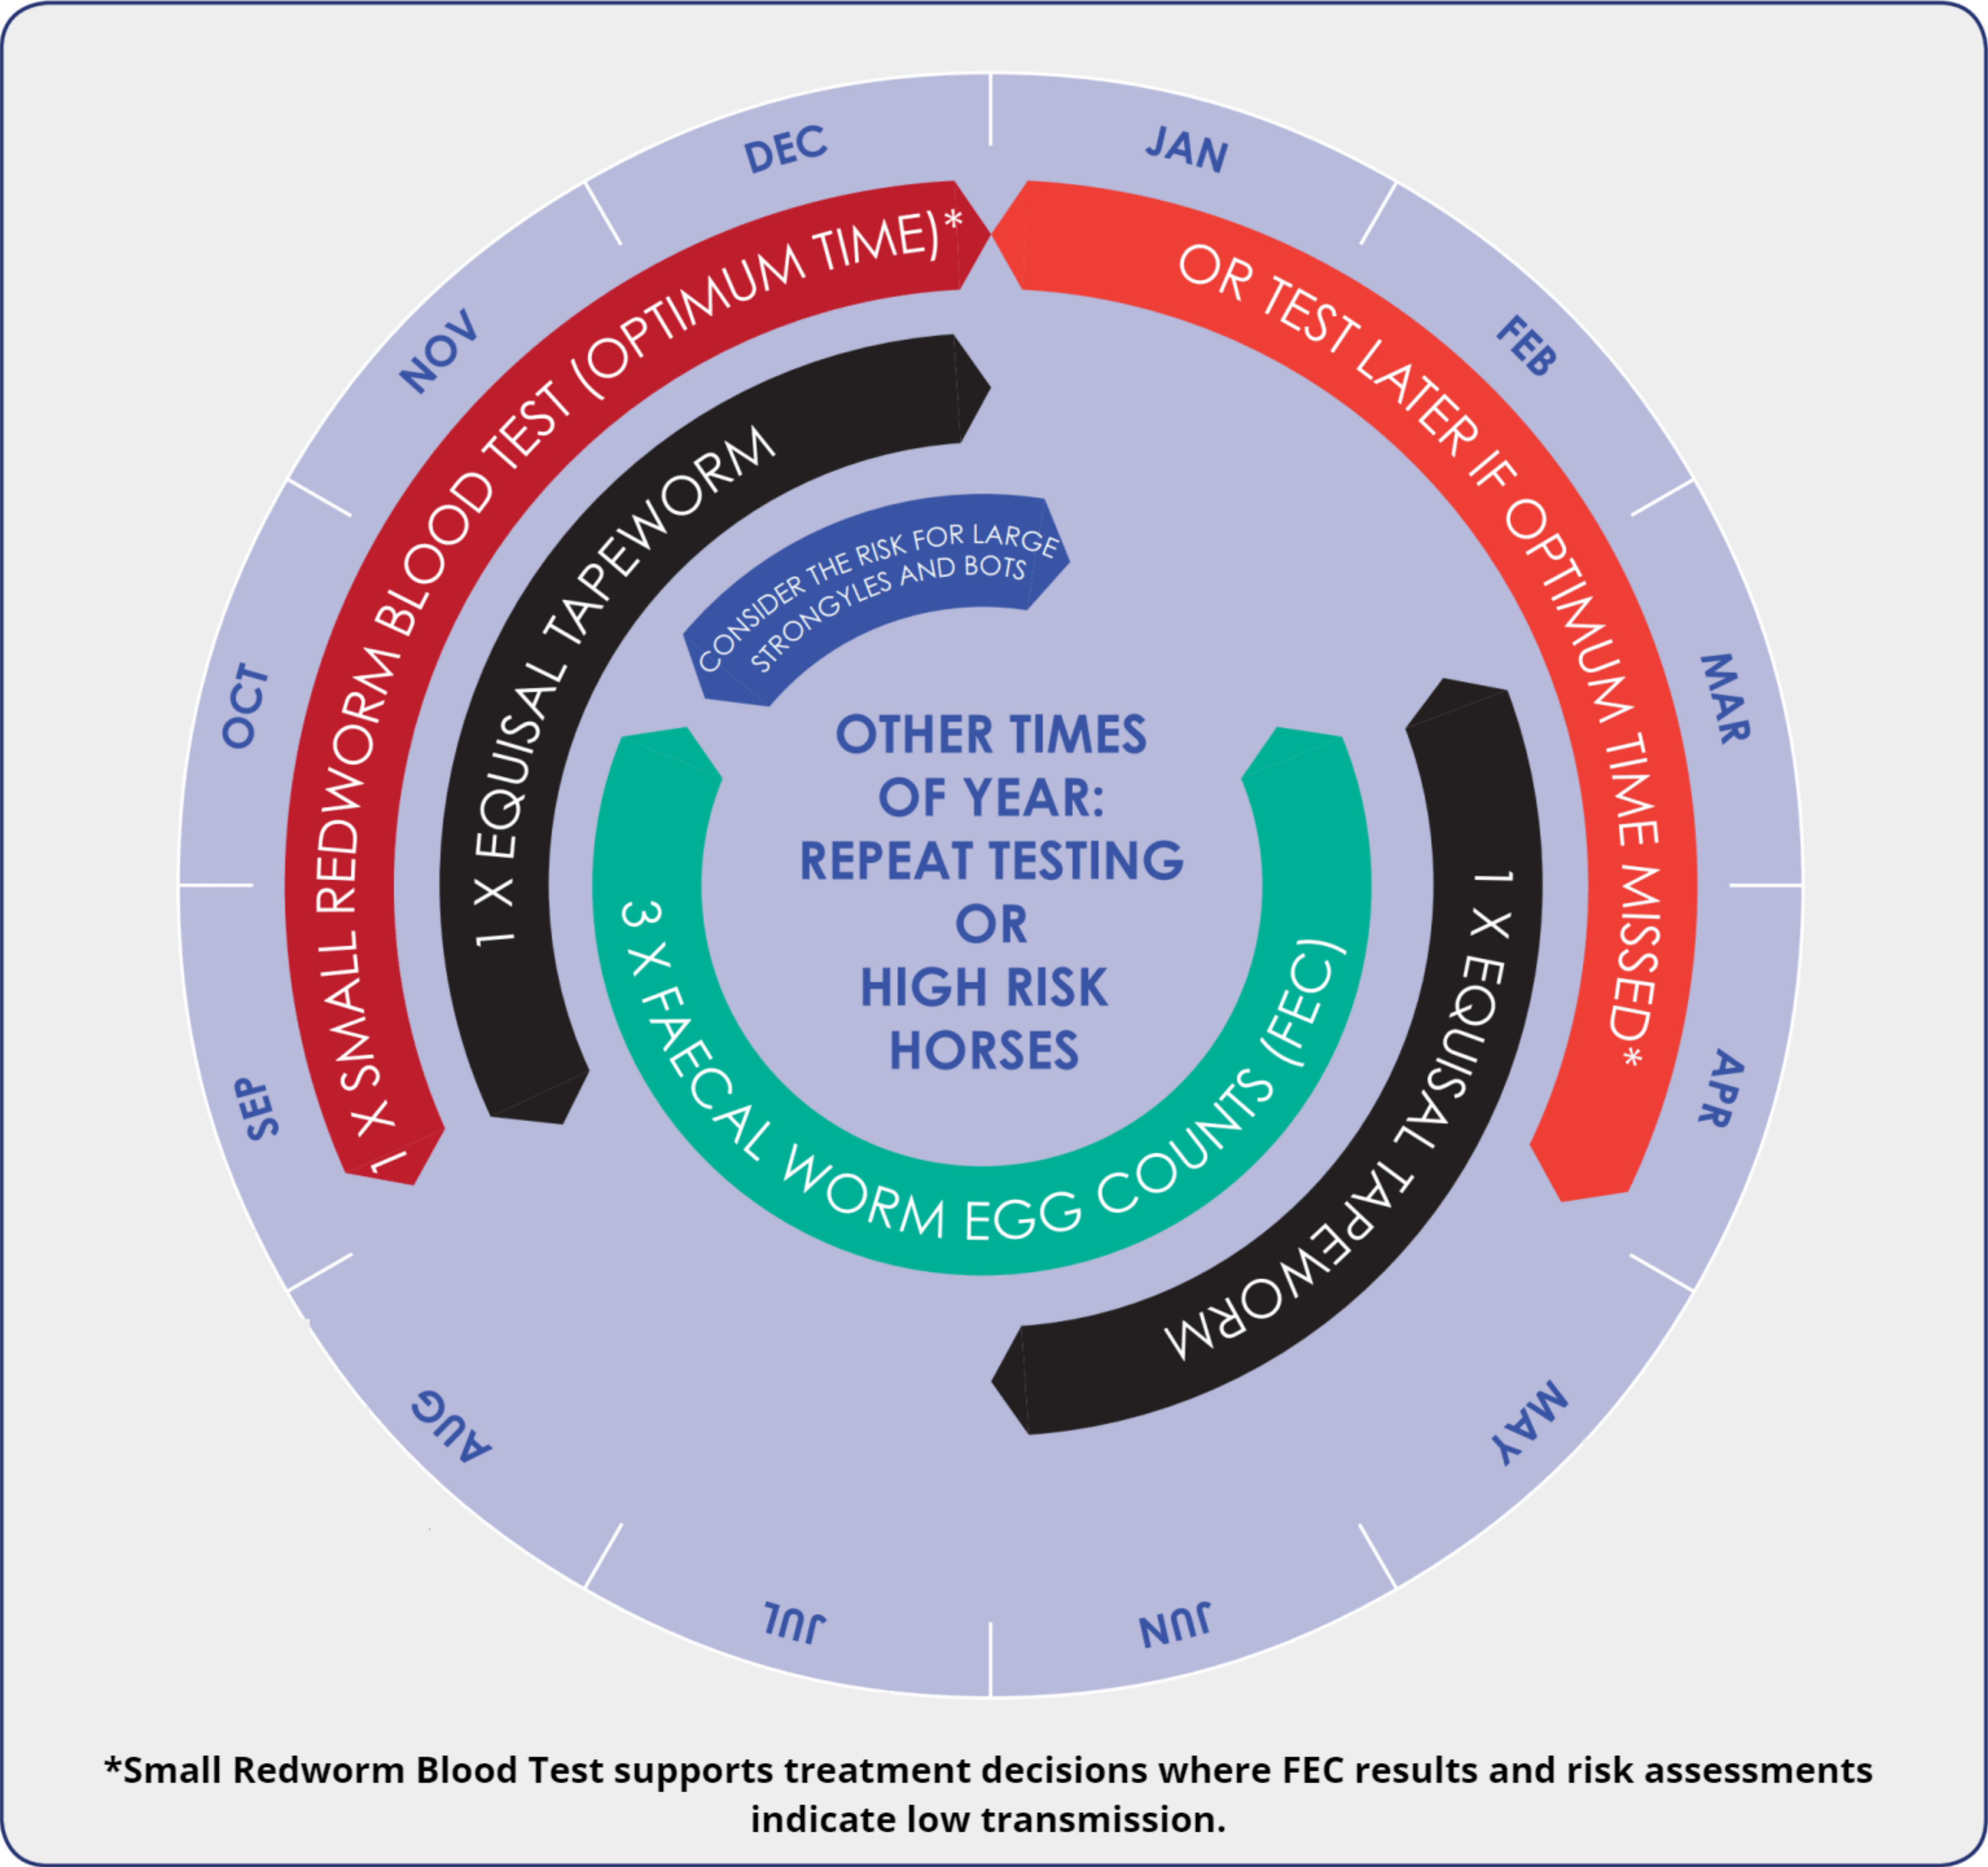 JAN
FEB
MAR
APR
MAY
JUN
JUL
AUG
SEP
OCT
NOV
DEC
1 X SMALL REDWORM BLOOD TEST (OPTIMUM TIME)*
OR TEST LATER IF OPTIMUM TIME MISSED*
1 X EQUISAL TAPEWORM
1 X EQUISAL TAPEWORM
CONSIDER THE RISK FOR LARGE
STRONGYLES AND BOTS
3 X FAECAL WORM EGG COUNTS (FEC)
OTHER TIMES
OF YEAR:
REPEAT TESTING
OR
HIGH RISK
HORSES
*Small Redworm Blood Test supports treatment decisions where FEC results and risk assessments
indicate low transmission.